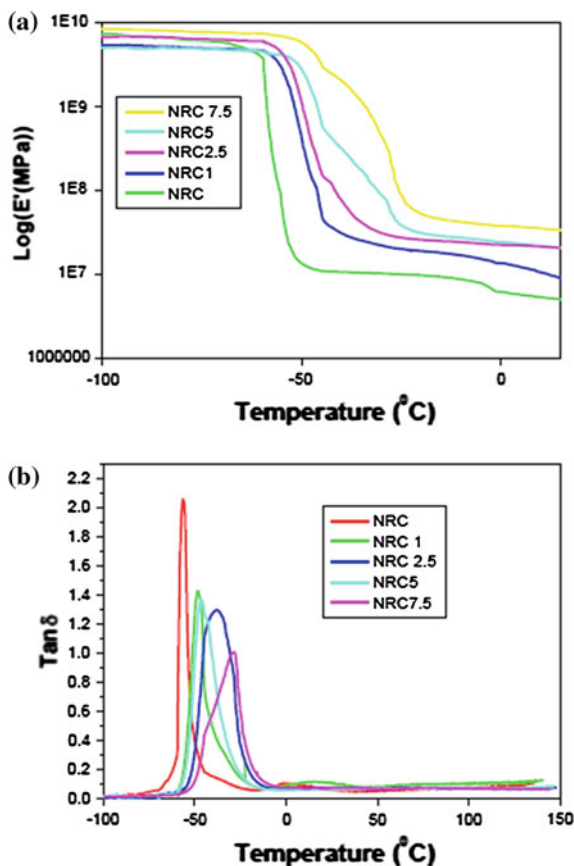 (a)
1E10
1E9
1E8
1E7
1000000
Log(E'(MPa))
NRC 7.5
NRC5
NRC2.5
NRC1
NRC
-100
-50
0
Temperature (⁰C)
(b)
2.2
2.0
1.8
1.6
1.4
1.2
1.0
0.8
0.6
0.4
0.2
0.0
Tan δ
NRC
NRC 1
NRC 2.5
NRC5
NRC7.5
-100
-50
0
50
100
150
Temperature (⁰C)